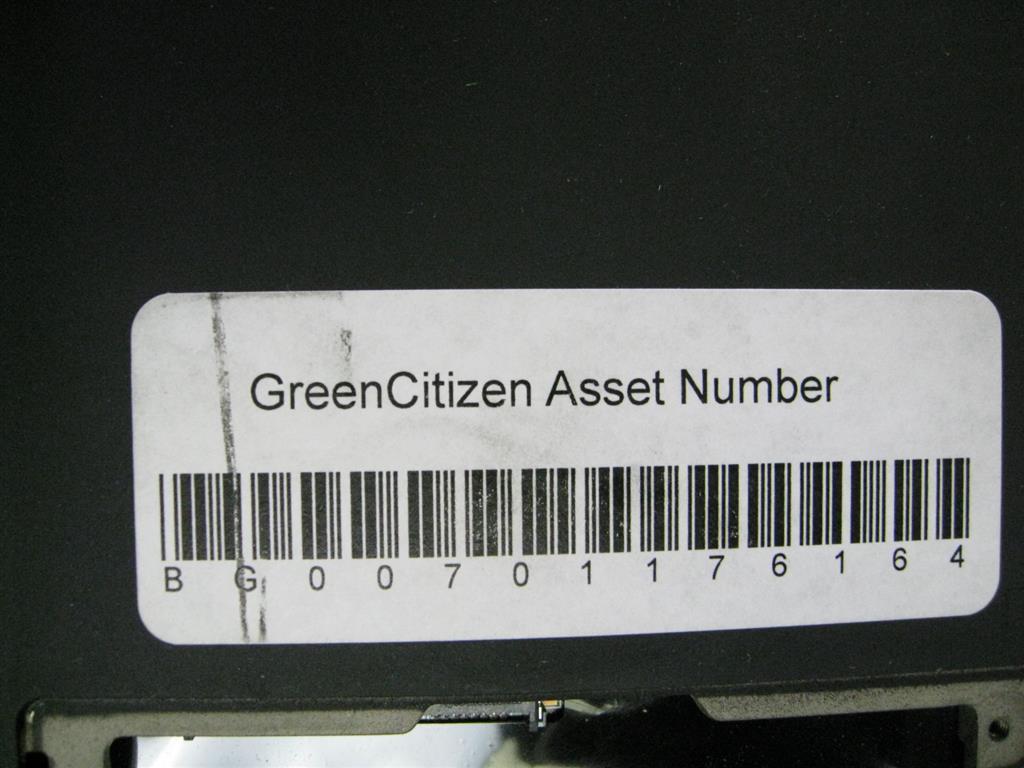 GreenCitizen Asset Number
B G 0 0 7 0 1 1 7 6 1 6 4